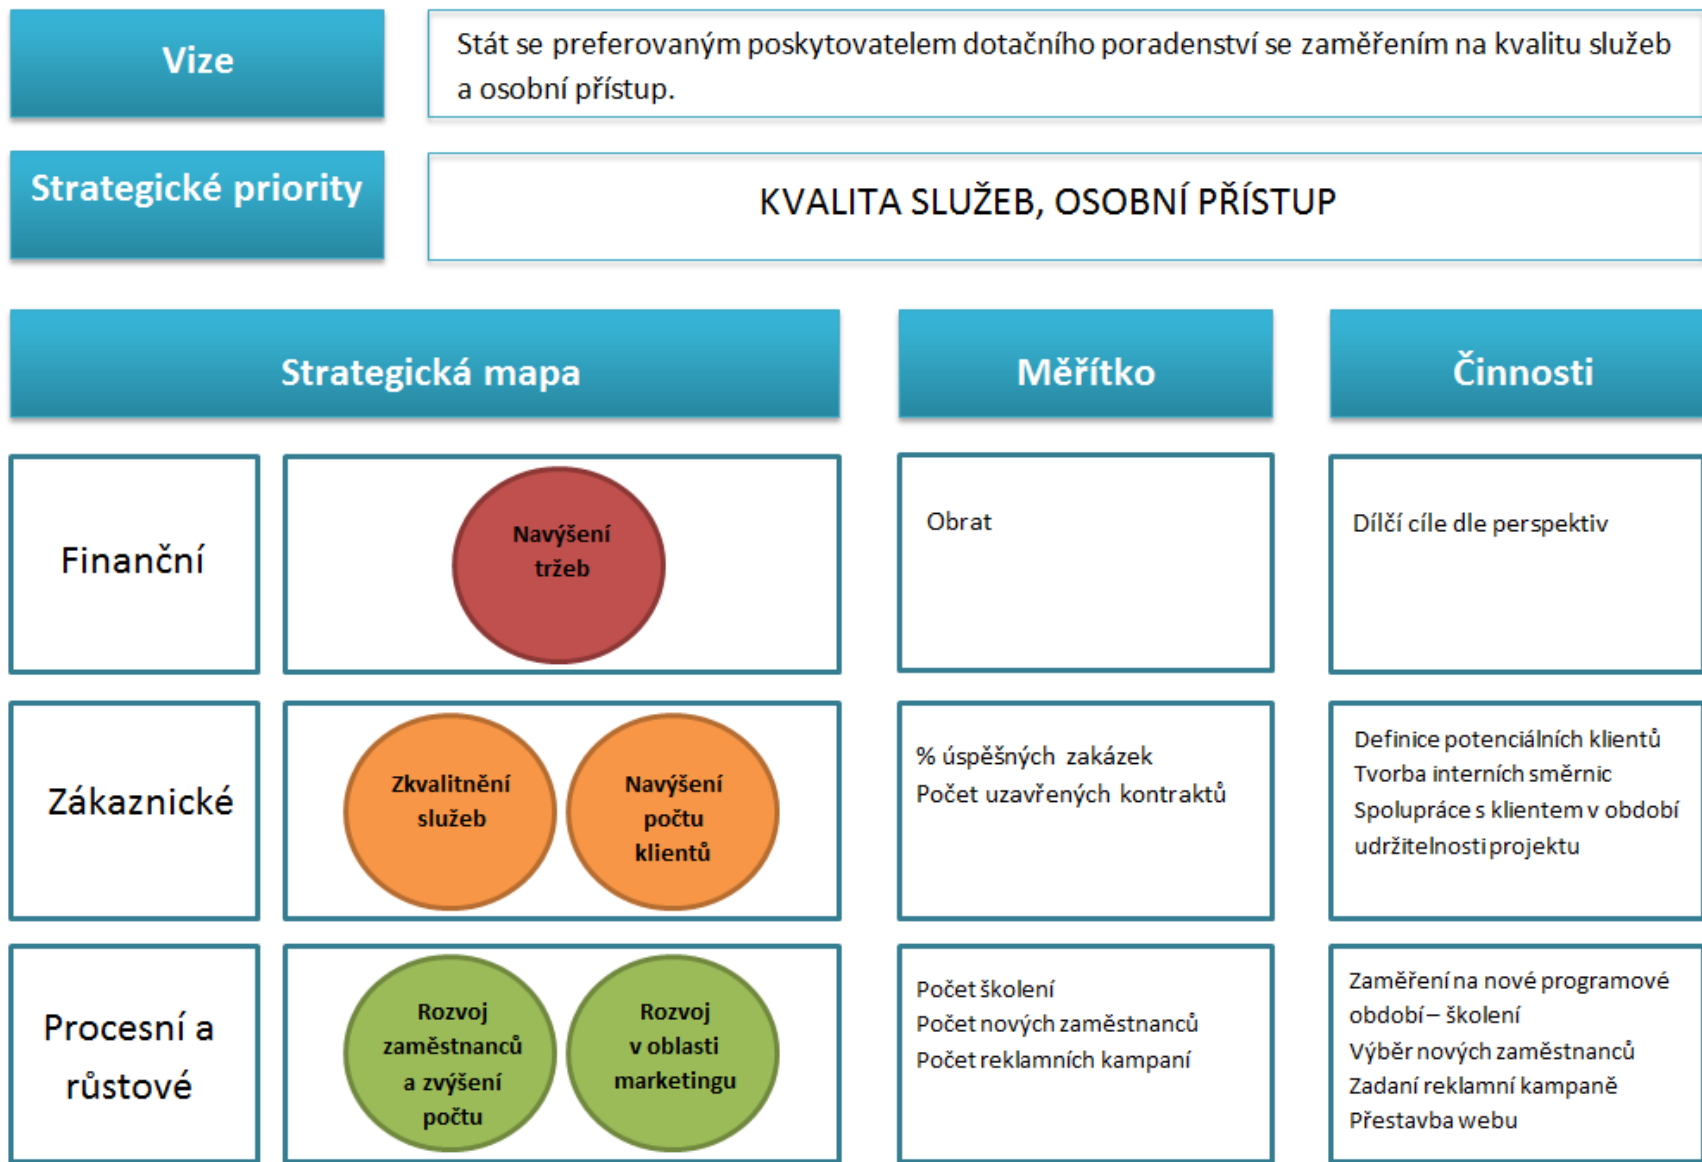 Vize
Stát se preferovaným poskytovatelem dotačního poradenství se zaměřením na kvalitu služeb
a osobní přístup.
Strategické priority
KVALITA SLUŽEB, OSOBNÍ PŘÍSTUP
Strategická mapa
Měřítko
Činnosti
Finanční
Navýšení
tržeb
Obrat
Dílčí cíle dle perspektiv
Zákaznické
Zkvalitnění
služeb
Navýšení
počtu
klientů
% úspěšných zakázek
Počet uzavřených kontraktů
Definice potenciálních klientů
Tvorba interních směrnic
Spolupráce s klientem v období
udržitelnosti projektu
Procesní a
růstové
Rozvoj
zaměstnanců
a zvýšení
počtu
Rozvoj
v oblasti
marketingu
Počet školení
Počet nových zaměstnanců
Počet reklamních kampaní
Zaměření na nové programové
období – školení
Výběr nových zaměstnanců
Zadaní reklamní kampaně
Přestavba webu